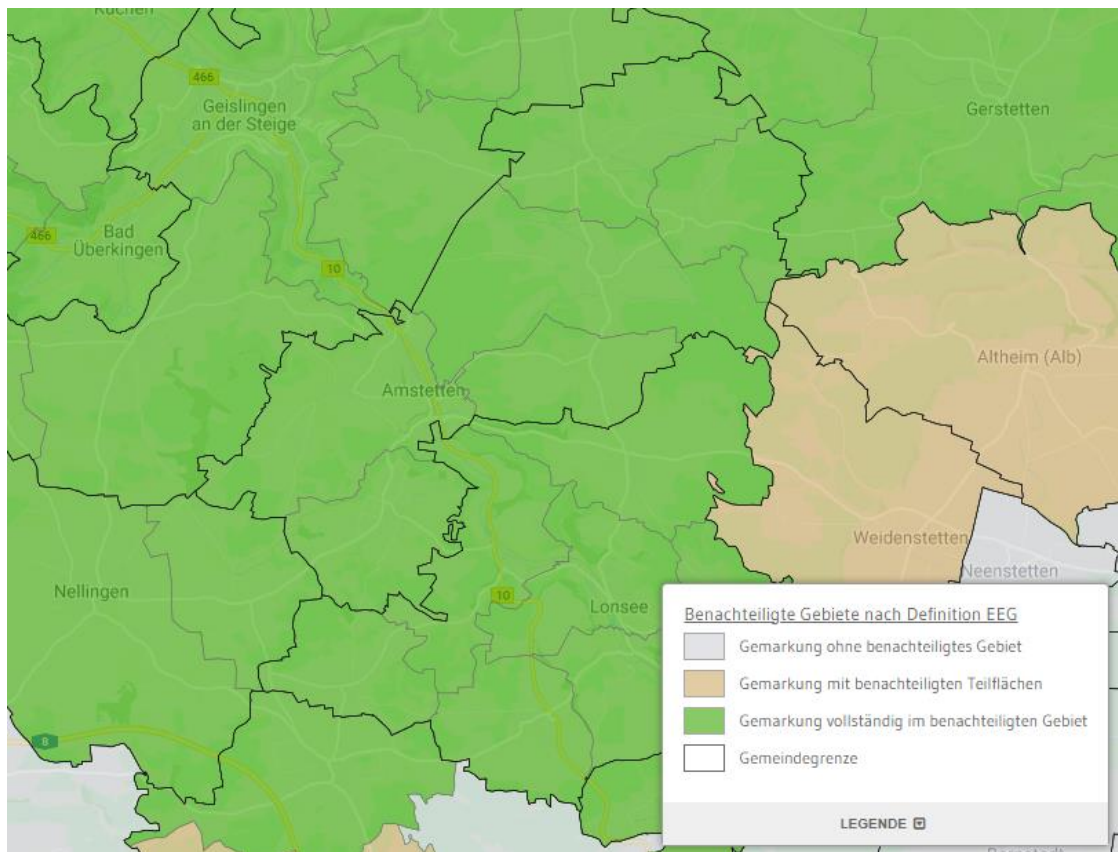 Kuchen
466
Geislingen
an der Steige
Gerstetten
466
Bad
Überkingen
10
Altheim (Alb)
Amstetten
Weidenstetten
Neenstetten
Nellingen
10
Lonsee
8
Benachteiligte Gebiete nach Definition EEG
Gemarkung ohne benachteiligtes Gebiet
Gemarkung mit benachteiligten Teilflächen
Gemarkung vollständig im benachteiligten Gebiet
Gemeindegrenze
LEGENDE